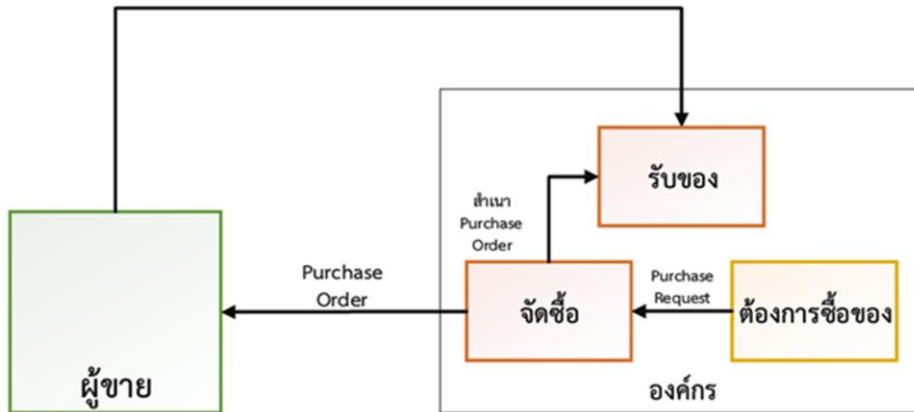 รับของ
สำเนา
Purchase
Order
Purchase
Order
Purchase
Request
จัดซื้อ
ต้องการซื้อของ
ผู้ขาย
องค์กร